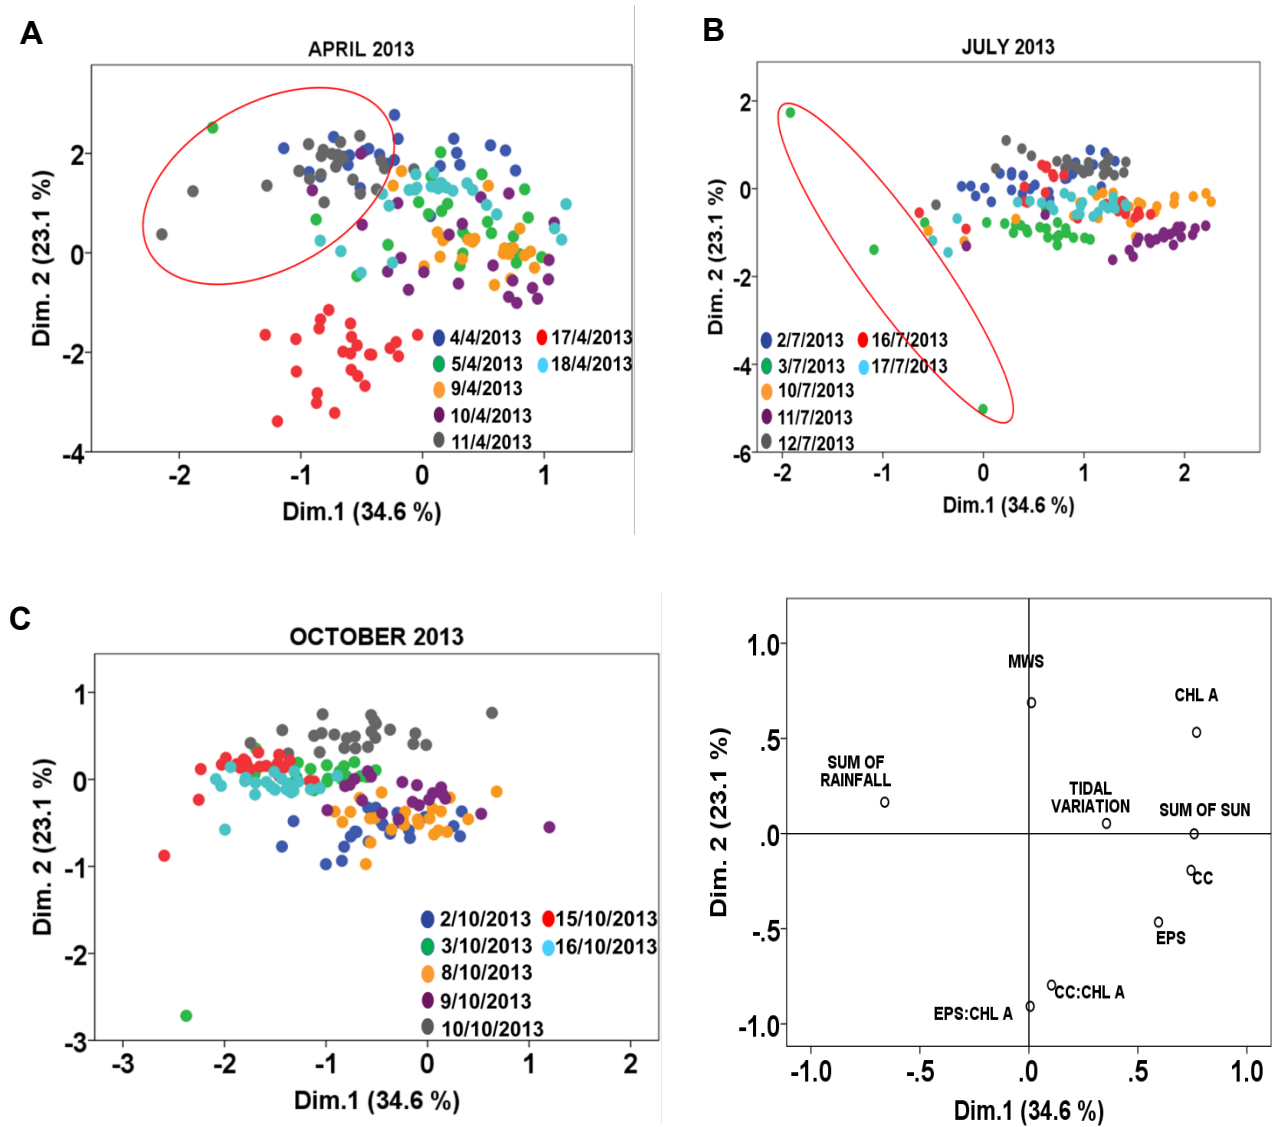 A
APRIL 2013
2
0
-2
-4
-2
-1
0
1
Dim. 2 (23.1 %)
Dim.1 (34.6 %)
4/4/2013
17/4/2013
5/4/2013
18/4/2013
9/4/2013
10/4/2013
11/4/2013
B
JULY 2013
2
0
-2
-4
-6
-2
-1
0
1
2
Dim. 2 (23.1 %)
Dim.1 (34.6 %)
2/7/2013
16/7/2013
3/7/2013
17/7/2013
10/7/2013
11/7/2013
12/7/2013
C
OCTOBER 2013
1
0
-1
-2
-3
-3
-2
-1
0
1
2
Dim. 2 (23.1 %)
Dim.1 (34.6 %)
2/10/2013
15/10/2013
3/10/2013
16/10/2013
8/10/2013
9/10/2013
10/10/2013
1.0
.5
.0
-.5
-1.0
-1.0
-.5
.0
.5
1.0
Dim. 2 (23.1 %)
Dim.1 (34.6 %)
MWS
CHL A
SUM OF
RAINFALL
TIDAL
VARIATION
SUM OF SUN
CC
EPS
CC:CHL A
EPS:CHL A